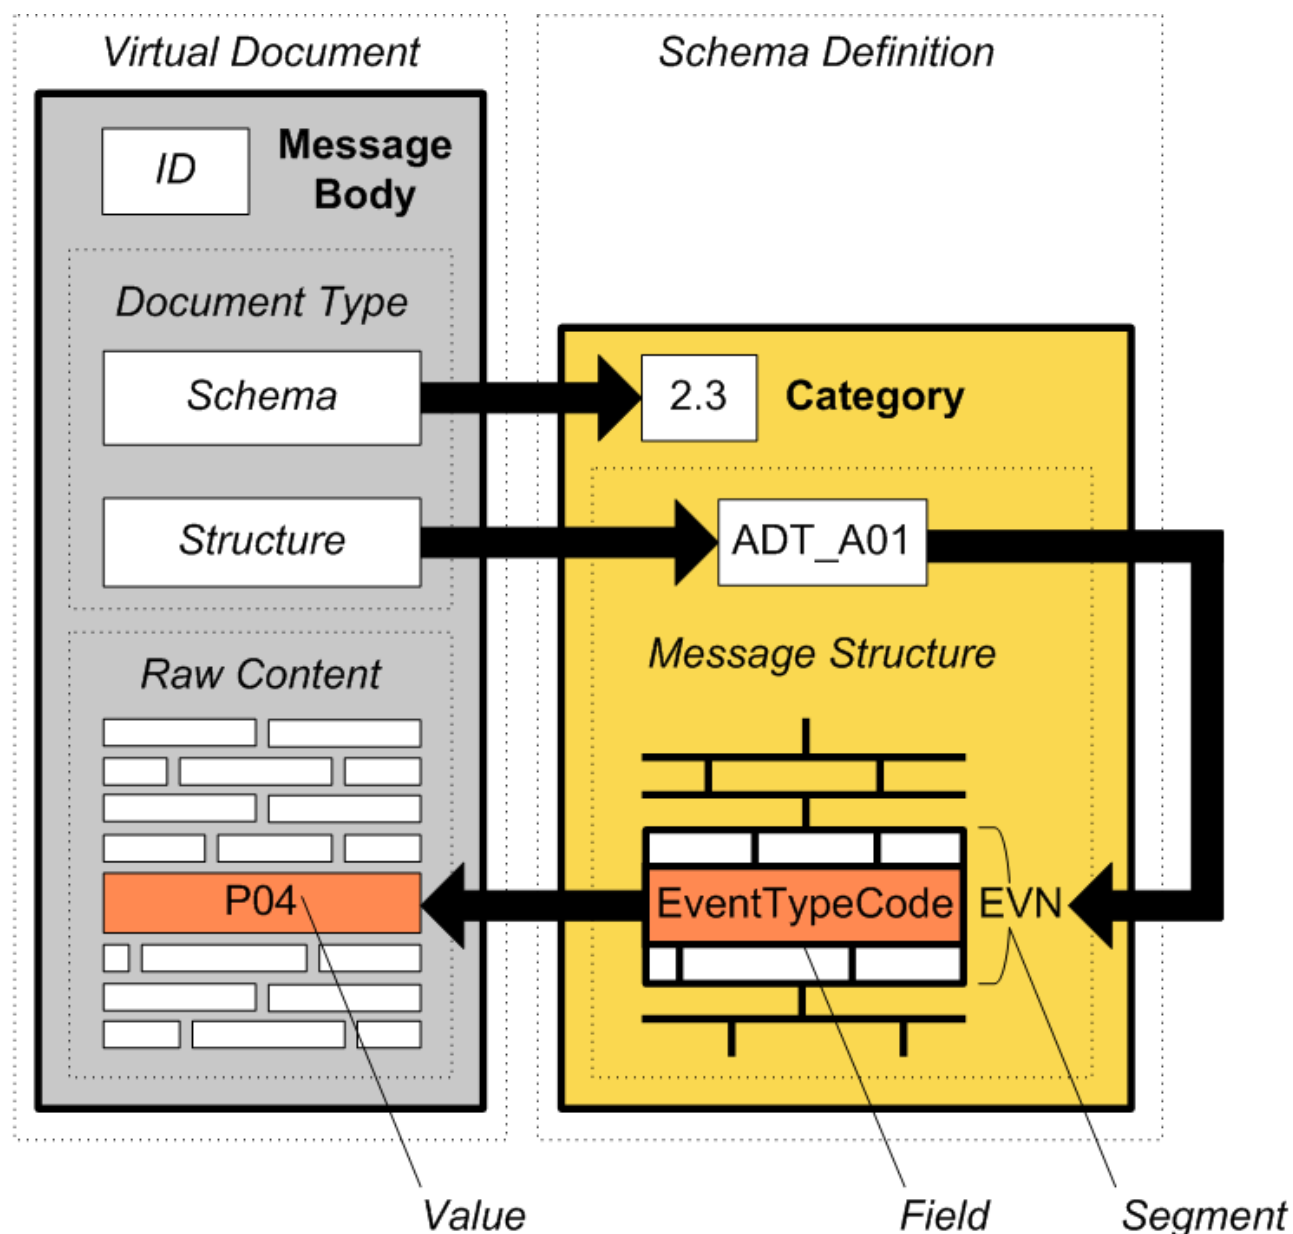 Virtual Document
ID
Message
Body
Document Type
Schema
Structure
Raw Content
P04
Value
Schema Definition
2.3
Category
ADT_A01
Message Structure
EventTypeCode
EVN
Field
Segment